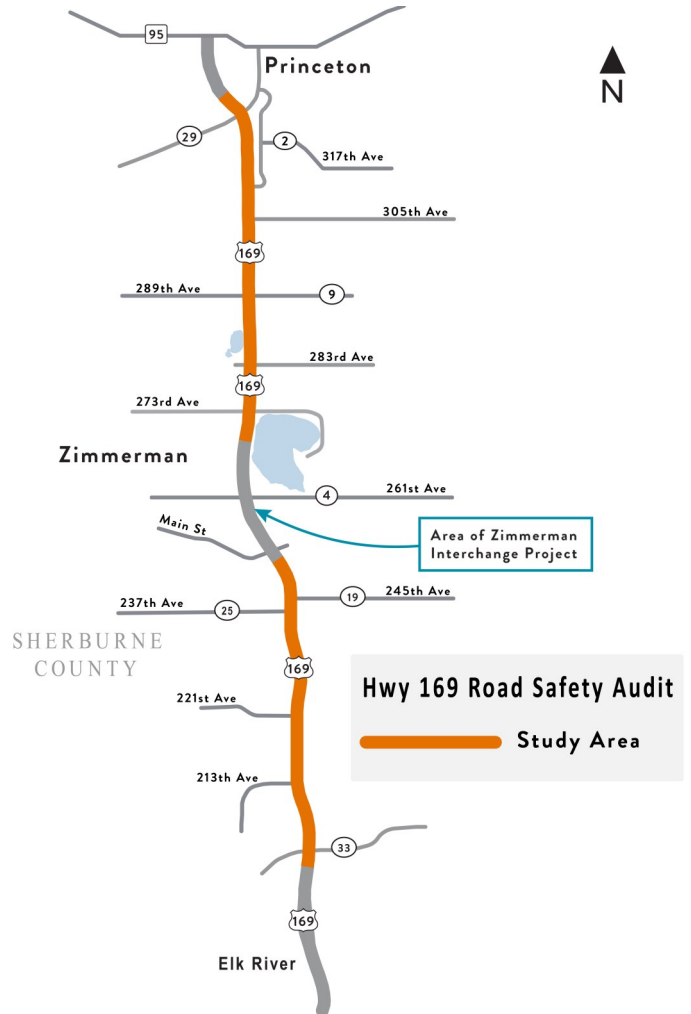 95
Princeton
N
29
2
317th Ave
305th Ave
169
289th Ave
9
283rd Ave
169
273rd Ave
Zimmerman
4
261st Ave
Main St
Area of Zimmerman
Interchange Project
19
245th Ave
237th Ave
25
SHERBURNE
COUNTY
169
Hwy 169 Road Safety Audit
221st Ave
Study Area
213th Ave
33
169
Elk River